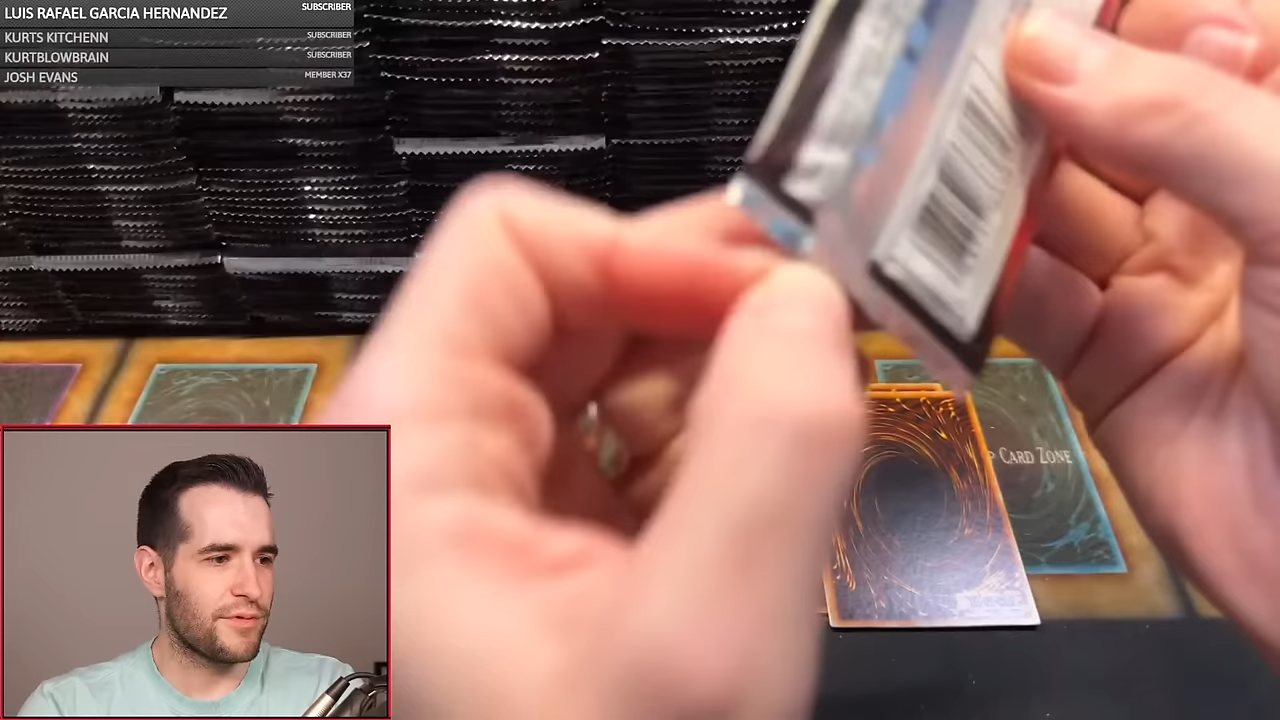 LUIS RAFAEL GARCIA HERNANDEZ SUBSCRIBER
KURTS KITCHENN SUBSCRIBER
KURTBLOWBRAIN SUBSCRIBER
JOSH EVANS MEMBER X37
CARD ZONE